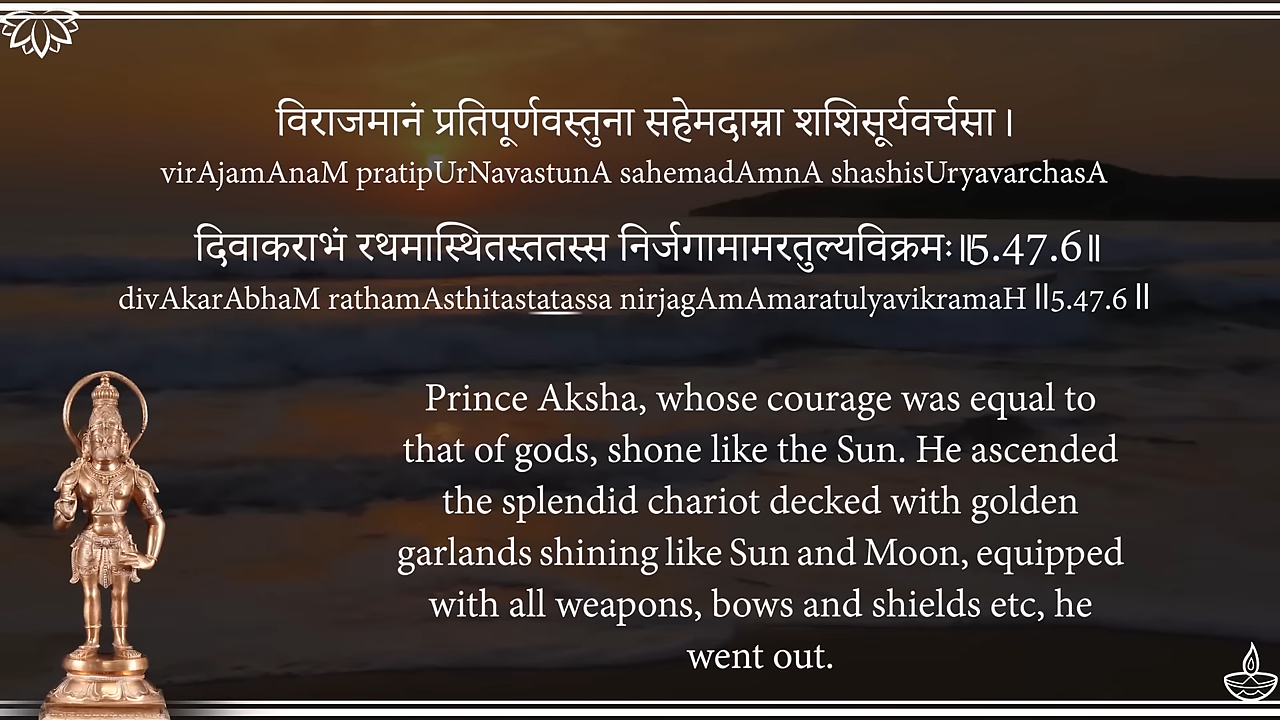 विराजमानं प्रतिपूर्णवस्तुना सहेमदाम्ना शशिसूर्यवर्चसा ।
virAjamAnaM pratipUrNavastunA sahemadAmnA shashisUryavarchasA
दिवाकराभं रथमास्थितस्ततस्स निर्जगामामरतुल्यविक्रमः ॥5.47.6॥
divAkarAbhaM rathamAsthitastatassa nirjagAmAmaratulyavikramaH ||5.47.6 ||
Prince Aksha, whose courage was equal to
that of gods, shone like the Sun. He ascended
the splendid chariot decked with golden
garlands shining like Sun and Moon, equipped
with all weapons, bows and shields etc, he
went out.